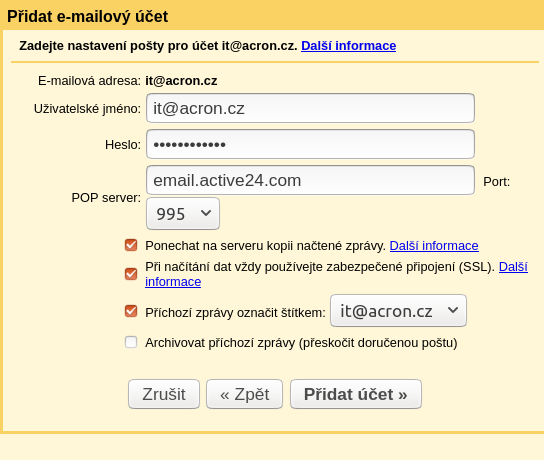 Přidat e-mailový účet
Zadejte nastavení pošty pro účet it@acron.cz. Další informace
E-mailová adresa: it@acron.cz
Uživatelské jméno: it@acron.cz
Heslo: ••••••••••••
email.active24.com Port:
POP server:
995
Ponechat na serveru kopii načtené zprávy. Další informace
Při načítání dat vždy používejte zabezpečené připojení (SSL). Další
informace
Příchozí zprávy označit štítkem: it@acron.cz
Archivovat příchozí zprávy (přeskočit doručenou poštu)
Zrušit « Zpět Přidat účet »